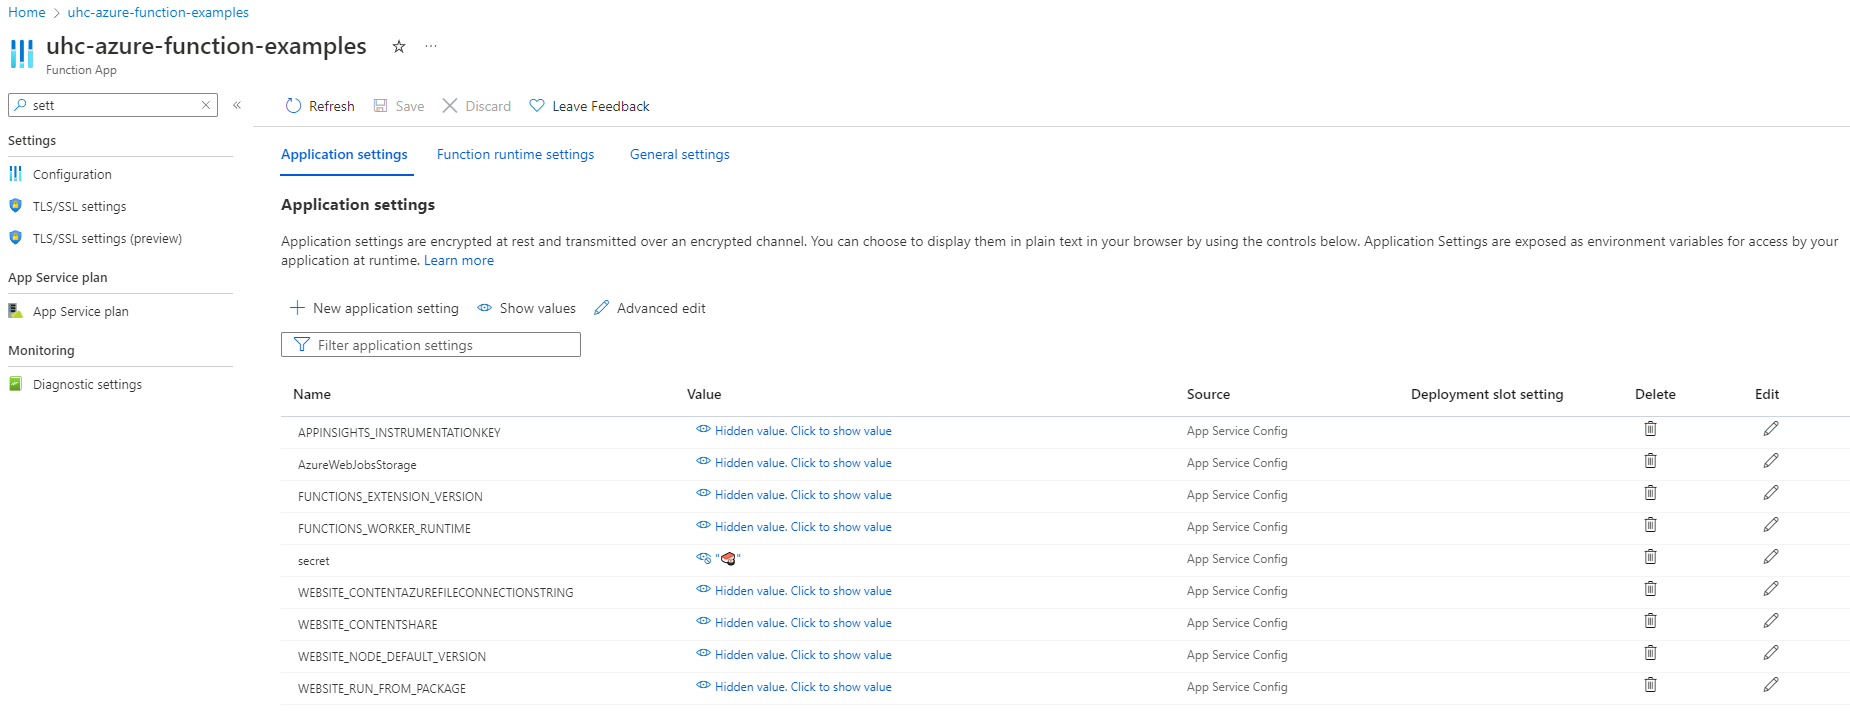 Home > uhc-azure-function-examples
uhc-azure-function-examples
Function App
sett
Refresh Save Discard Leave Feedback
Settings
Configuration
TLS/SSL settings
TLS/SSL settings (preview)
App Service plan
App Service plan
Monitoring
Diagnostic settings
Application settings Function runtime settings General settings
Application settings
Application settings are encrypted at rest and transmitted over an encrypted channel. You can choose to display them in plain text in your browser by using the controls below. Application Settings are exposed as environment variables for access by your
application at runtime. Learn more
New application setting Show values Advanced edit
Filter application settings
Name Value Source Deployment slot setting Delete Edit
APPINSIGHTS_INSTRUMENTATIONKEY Hidden value. Click to show value App Service Config
AzureWebJobsStorage Hidden value. Click to show value App Service Config
FUNCTIONS_EXTENSION_VERSION Hidden value. Click to show value App Service Config
FUNCTIONS_WORKER_RUNTIME Hidden value. Click to show value App Service Config
secret "🥩" App Service Config
WEBSITE_CONTENTAZUREFILECONNECTIONSTRING Hidden value. Click to show value App Service Config
WEBSITE_CONTENTSHARE Hidden value. Click to show value App Service Config
WEBSITE_NODE_DEFAULT_VERSION Hidden value. Click to show value App Service Config
WEBSITE_RUN_FROM_PACKAGE Hidden value. Click to show value App Service Config